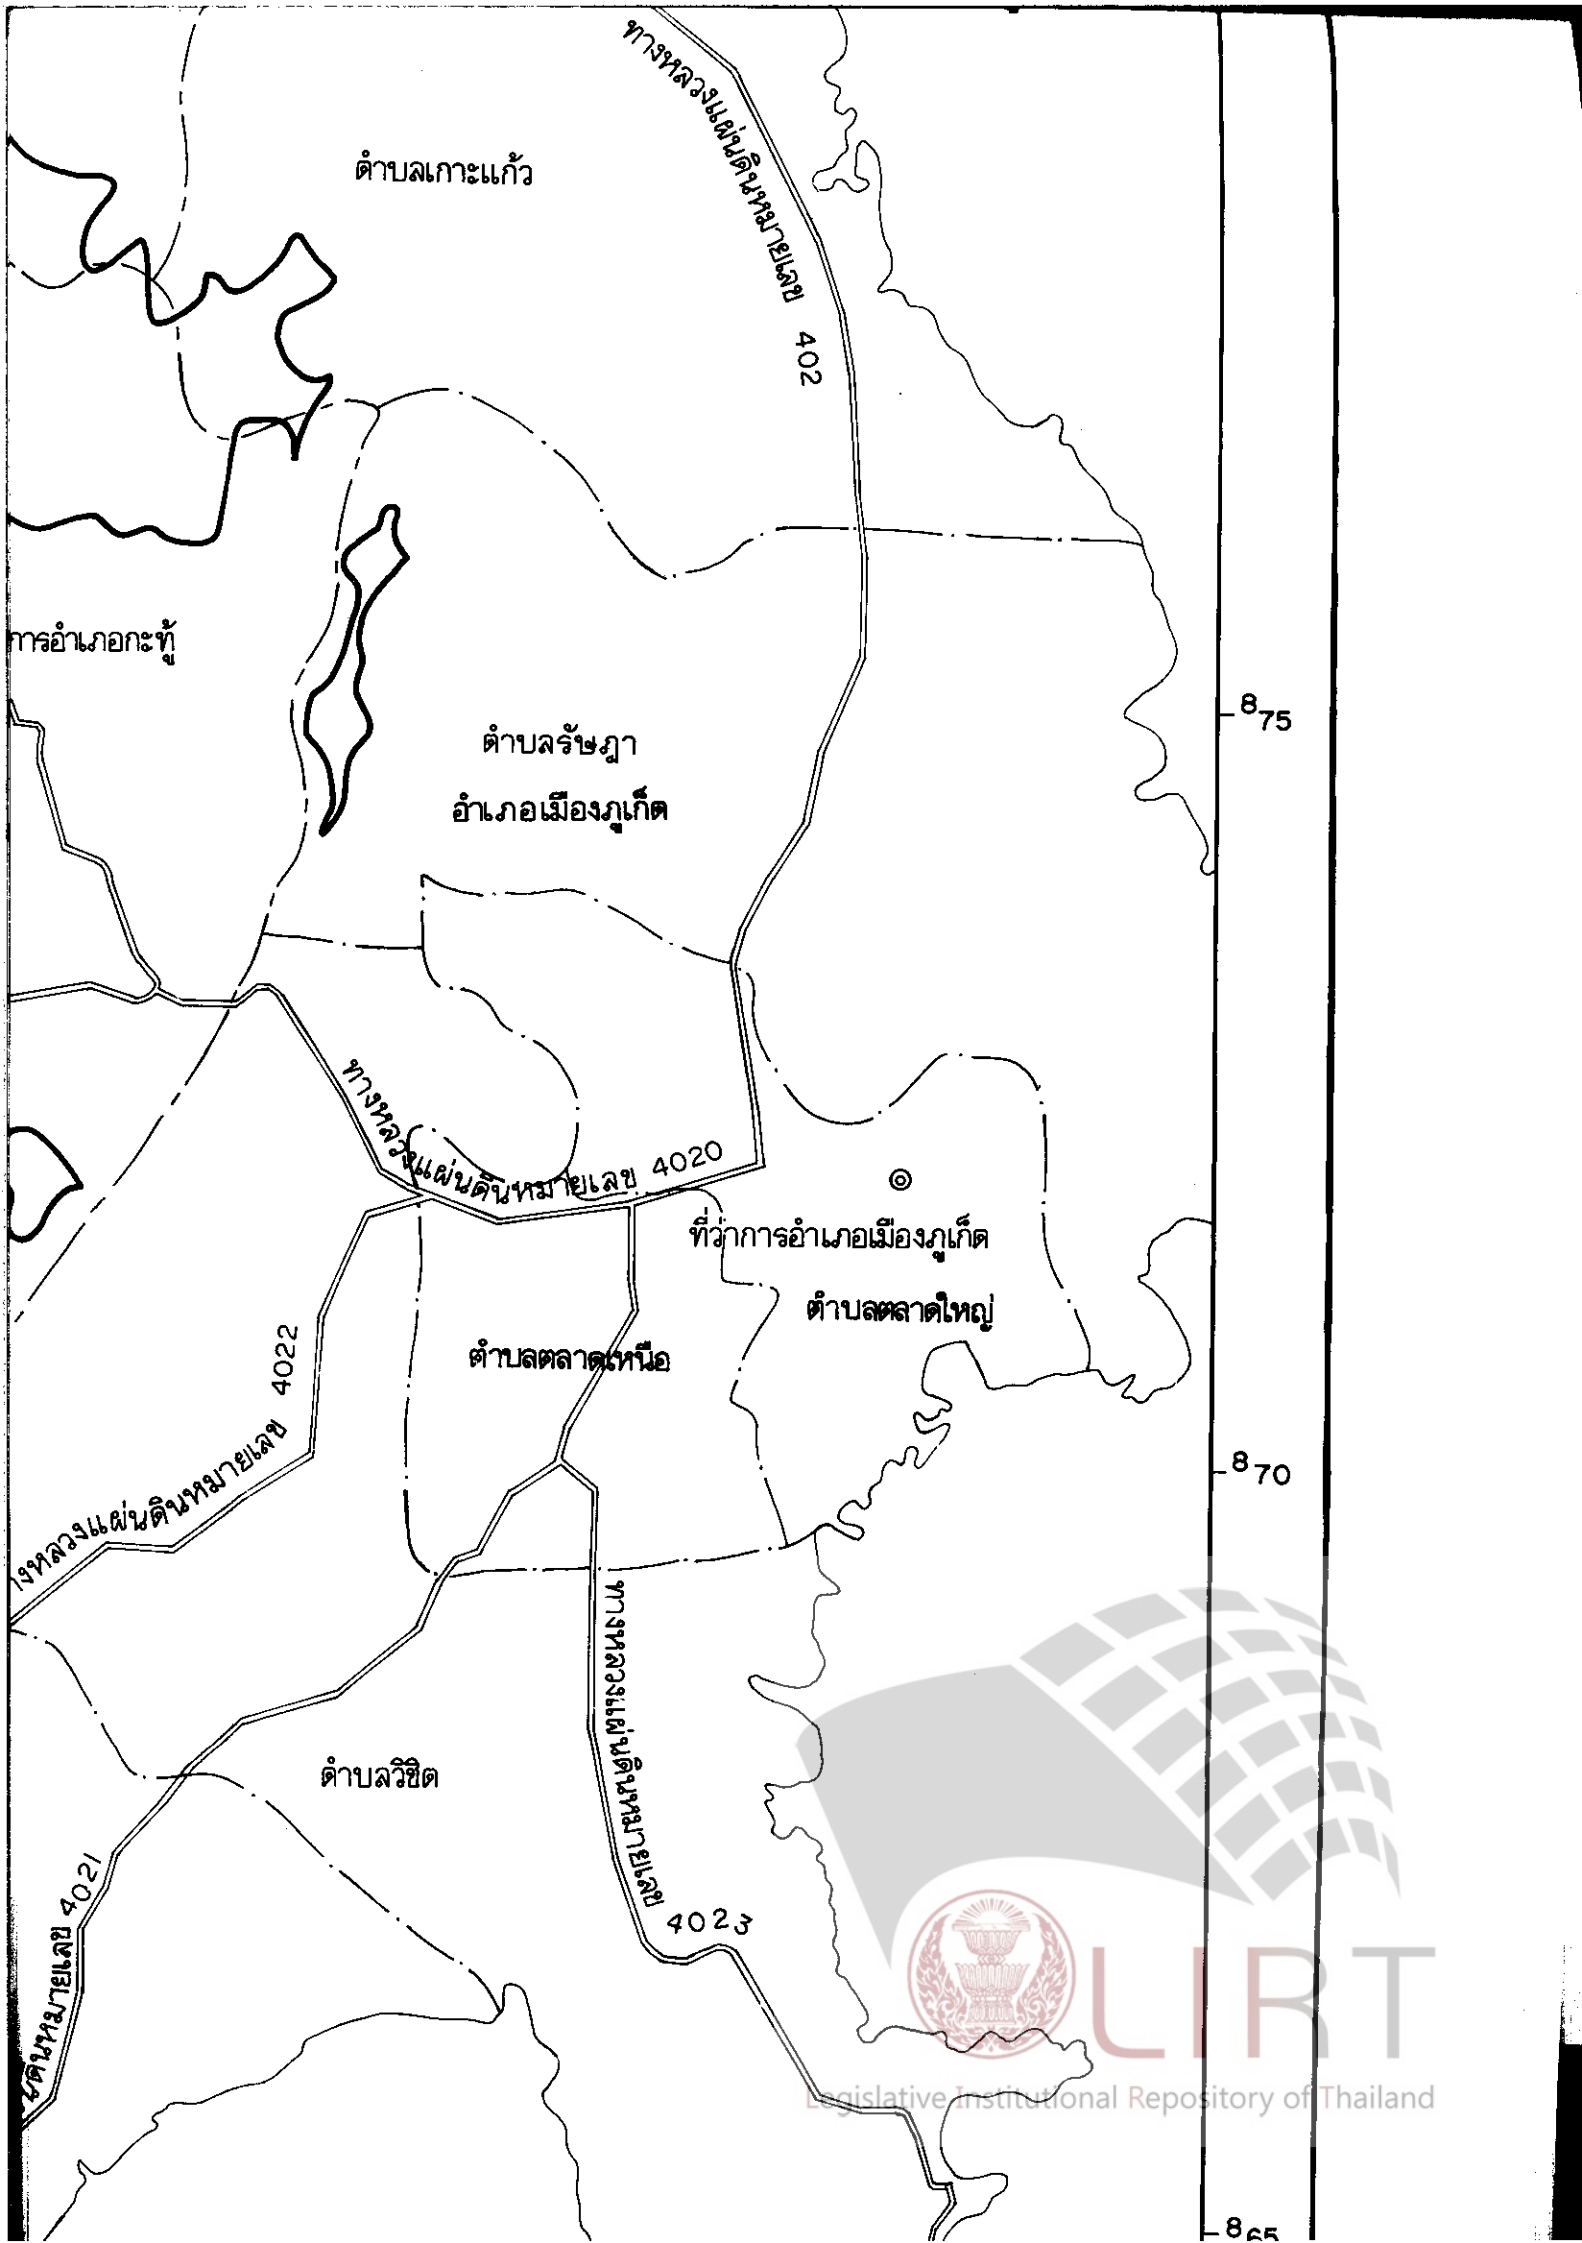 ทางหลวงแผ่นดินหมายเลข 402
ตำบลเกาะแก้ว
การอำเภอกะทู้
875
ตำบลรัษฎา
อำเภอเมืองภูเก็ต
ทางหลวงแผ่นดินหมายเลข 4020
ที่ว่าการอำเภอเมืองภูเก็ต
ตำบลตลาดใหญ่
ตำบลตลาดเหนือ
างหลวงแผ่นดินหมายเลข 4022
870
ทางหลวงแผ่นดินหมายเลข 4023
ตำบลวิชิต
นดินหมายเลข 4021
LIRT
Legislative Institutional Repository of Thailand
865